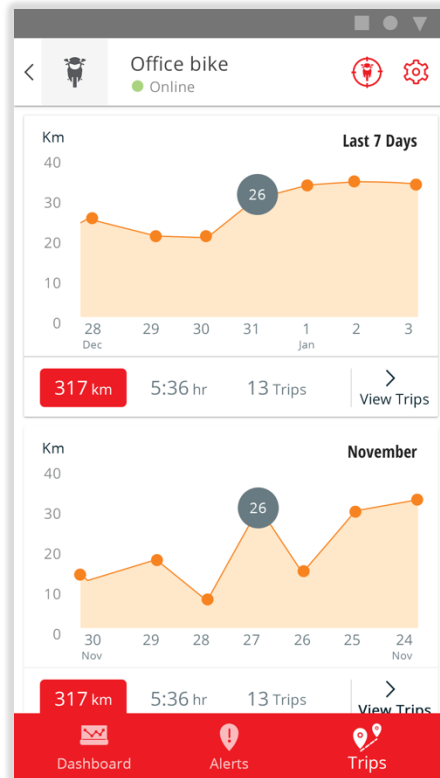 Office bike
Online
Km
Last 7 Days
40
30
26
20
10
0
28 29 30 31 1 2 3
Dec Jan
317 km 5:36 hr 13 Trips View Trips
Km
November
40
30
26
20
10
0
30 29 28 27 26 25 24
Nov Nov
317 km 5:36 hr 13 Trips View Trips
Dashboard Alerts Trips